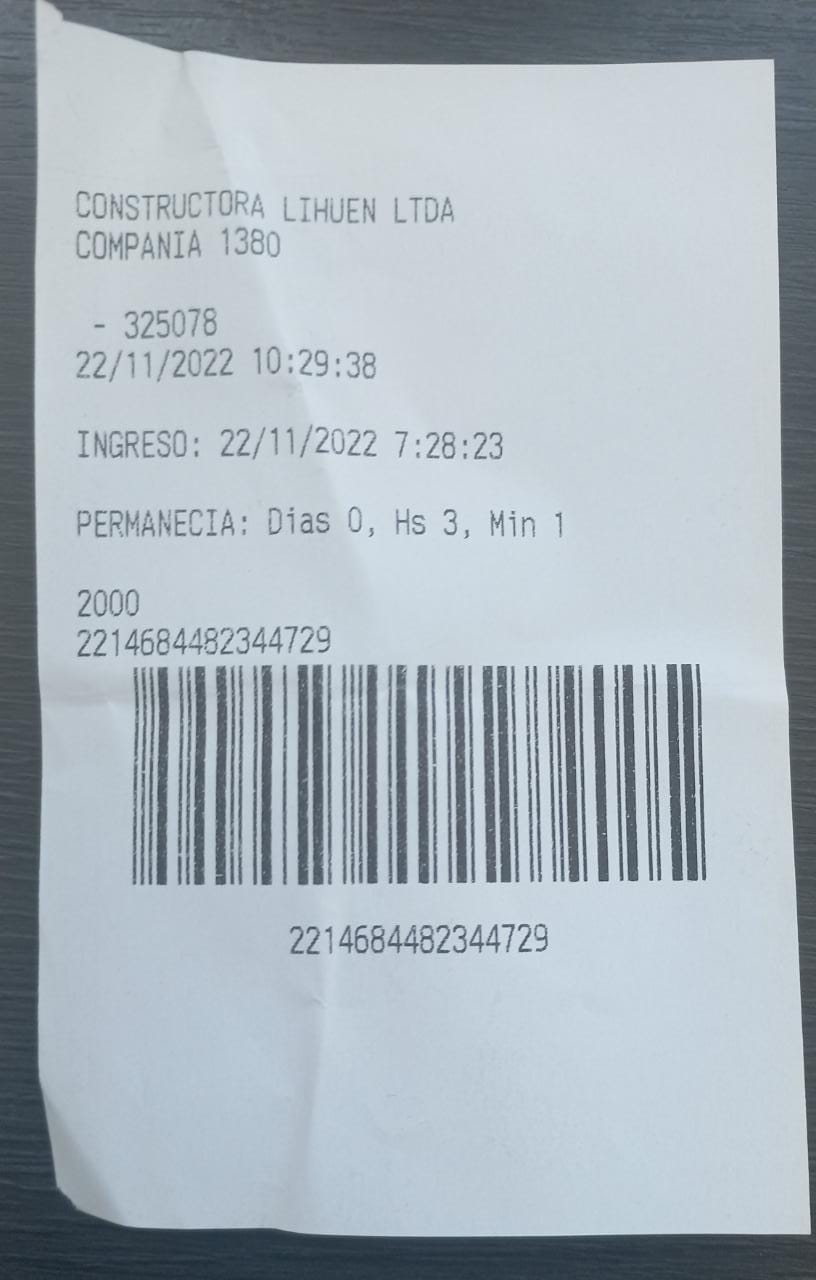 CONSTRUCTORA LIHUEN LTDA
COMPANIA 1380
- 325078
22/11/2022 10:29:38
INGRESO: 22/11/2022 7:28:23
PERMANECIA: Dias 0, Hs 3, Min 1
2000
2214684482344729
2214684482344729